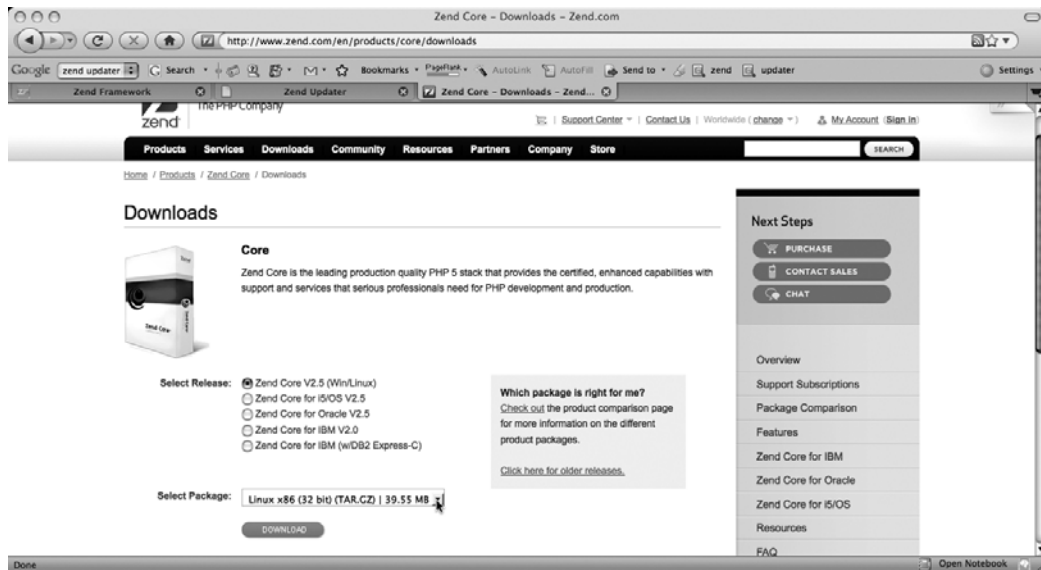 Zend Core – Downloads – Zend.com
http://www.zend.com/en/products/core/downloads
Google zend updater Search Bookmarks PageRank AutoLink AutoFill Send to zend updater Settings
Zend Framework Zend Updater Zend Core – Downloads – Zend...
zend The PHP Company
Support Center | Contact Us | Worldwide ( change ) My Account (Sign in)
Products Services Downloads Community Resources Partners Company Store SEARCH
Home / Products / Zend Core / Downloads
Downloads
Core
Zend Core is the leading production quality PHP 5 stack that provides the certified, enhanced capabilities with
support and services that serious professionals need for PHP development and production.
zend
Zend Core
Select Release:
Zend Core V2.5 (Win/Linux)
Zend Core for i5/OS V2.5
Zend Core for Oracle V2.5
Zend Core for IBM V2.0
Zend Core for IBM (w/DB2 Express-C)
Which package is right for me?
Check out the product comparison page
for more information on the different
product packages.
Click here for older releases.
Select Package: Linux x86 (32 bit) (TAR.GZ) | 39.55 MB
DOWNLOAD
Next Steps
PURCHASE
CONTACT SALES
CHAT
Overview
Support Subscriptions
Package Comparison
Features
Zend Core for IBM
Zend Core for Oracle
Zend Core for i5/OS
Resources
FAQ
Done
Open Notebook